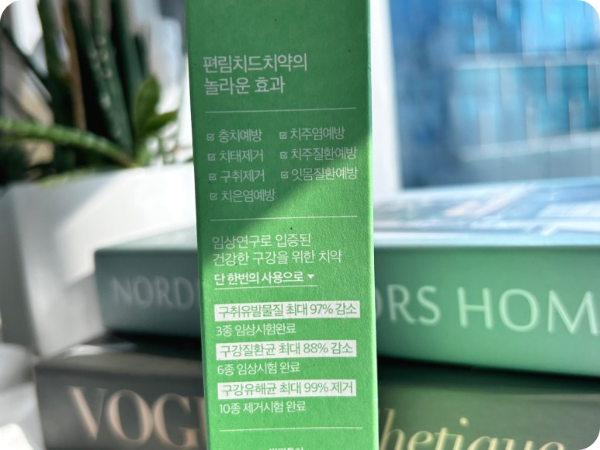 편림치드치약의
놀라운 효과
충치예방 치주염예방
치태제거 치주질환예방
구취제거 잇몸질환예방
치은염예방
임상연구로 입증된
건강한 구강을 위한 치약
단 한번의 사용으로
구취유발물질 최대 97% 감소
3종 임상시험완료
구강질환균 최대 88% 감소
6종 임상시험 완료
구강유해균 최대 99% 제거
10종 제거시험 완료
NORD
ORS HOM
VOGU
hetique